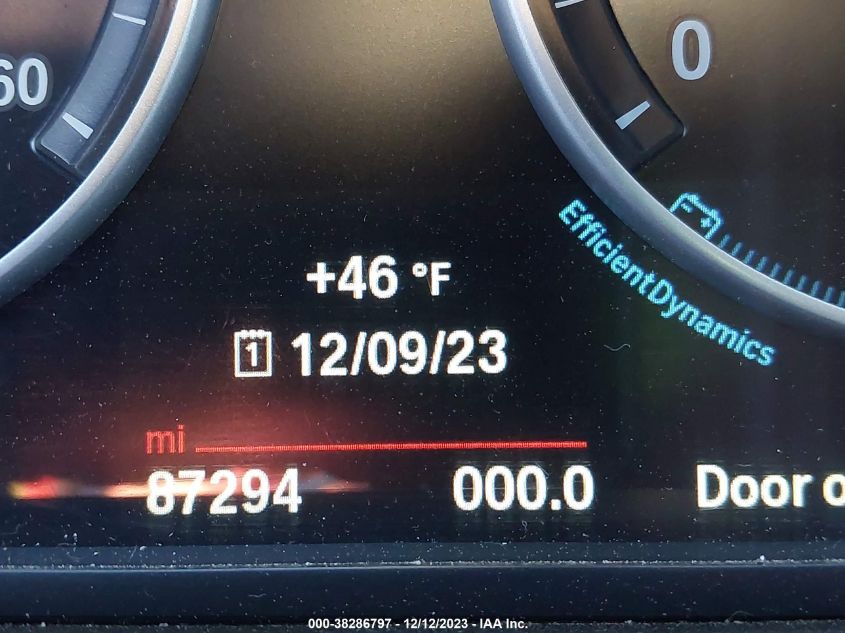 60
0
+46 °F
EfficientDynamics
1 12/09/23
mi
87294 000.0 Door o
000-38286797 - 12/12/2023 - IAA Inc.